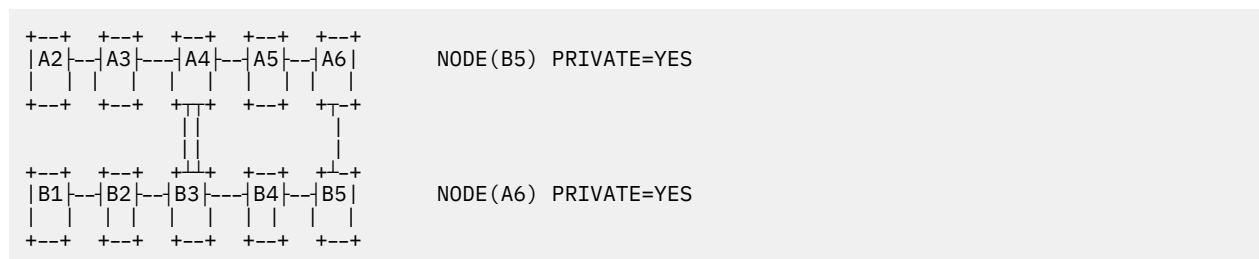 +--+  +--+  +--+  +--+  +--+
|A2├--┤A3├---┤A4├--┤A5├--┤A6|      NODE(B5) PRIVATE=YES
|  | |  |  |  |  |  | |  |
+--+  +--+  +┬┬+  +--+  +┬-+
||         |
||         |
+--+  +--+  +┴┴+  +--+  +┴-+
|B1├--┤B2├--┤B3├---┤B4├--┤B5|      NODE(A6) PRIVATE=YES
|  |  | |  |  |  | |  |  |
+--+  +--+  +--+  +--+  +--+